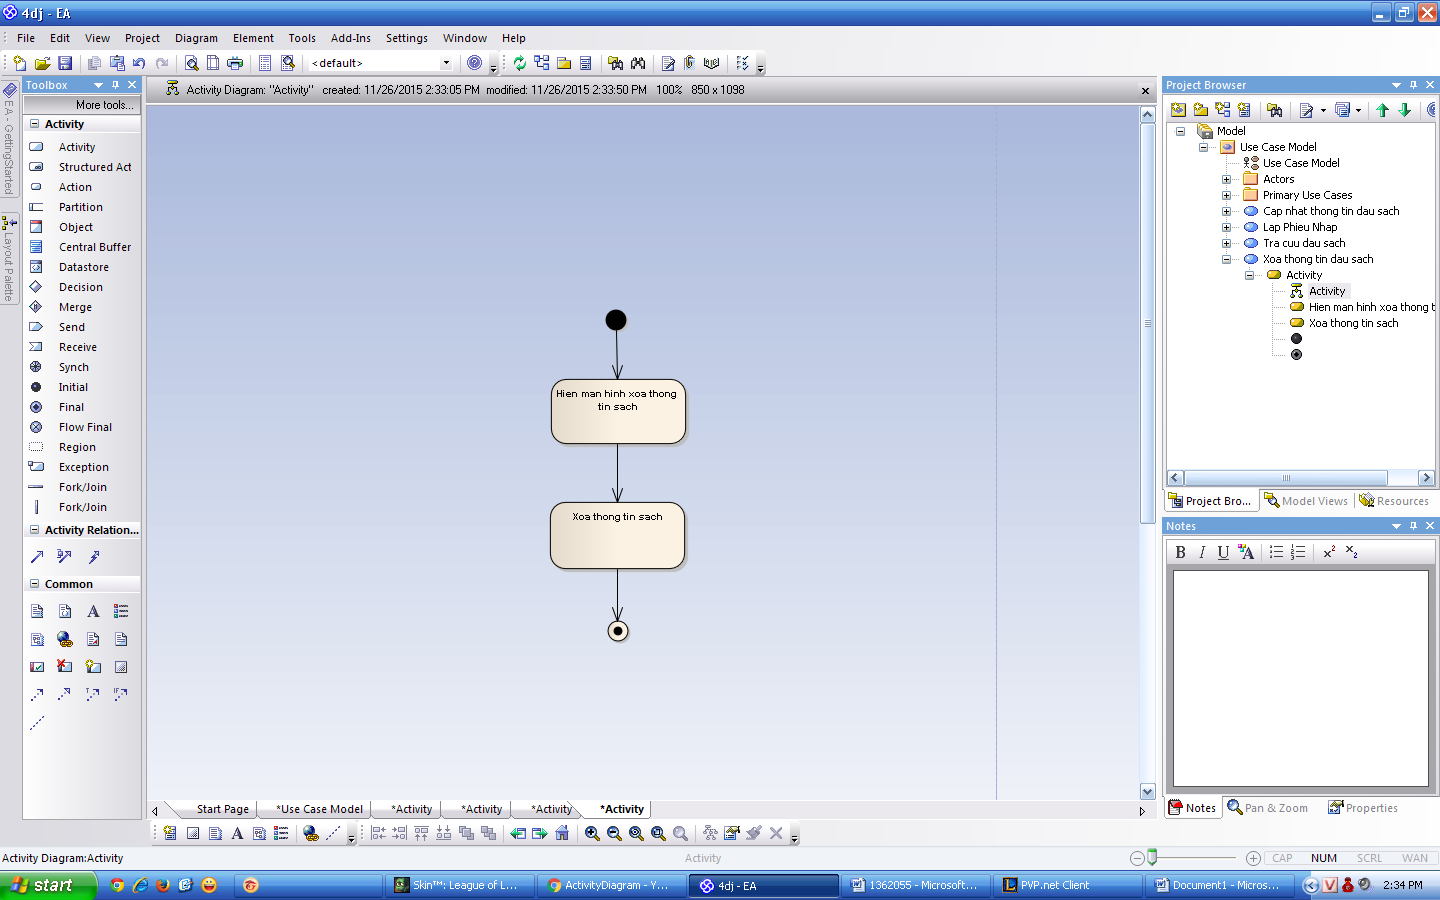 4dj - EA
File Edit View Project Diagram Element Tools Add-Ins Settings Window Help
<default>
EA - GettingStarted
Layout Palette
Toolbox
More tools...
Activity
Activity
Structured Act
Action
Partition
Object
Central Buffer
Datastore
Decision
Merge
Send
Receive
Synch
Initial
Final
Flow Final
Region
Exception
Fork/Join
Fork/Join
Activity Relation...
Common
Activity Diagram: "Activity" created: 11/26/2015 2:33:05 PM modified: 11/26/2015 2:33:50 PM 100% 850 x 1098
Hien man hinh xoa thong
tin sach
Xoa thong tin sach
Start Page *Use Case Model *Activity *Activity *Activity *Activity
Project Browser
Model
Use Case Model
Use Case Model
Actors
Primary Use Cases
Cap nhat thong tin dau sach
Lap Phieu Nhap
Tra cuu dau sach
Xoa thong tin dau sach
Activity
Activity
Hien man hinh xoa thong t
Xoa thong tin sach
Project Bro... Model Views Resources
Notes
B I U A x² x₂
Notes Pan & Zoom Properties
Activity Diagram:Activity Activity CAP NUM SCRL WAN
start Skin™: League of L... ActivityDiagram - Y... 4dj - EA 1362055 - Microsoft... PVP.net Client Document1 - Micros... 2:34 PM